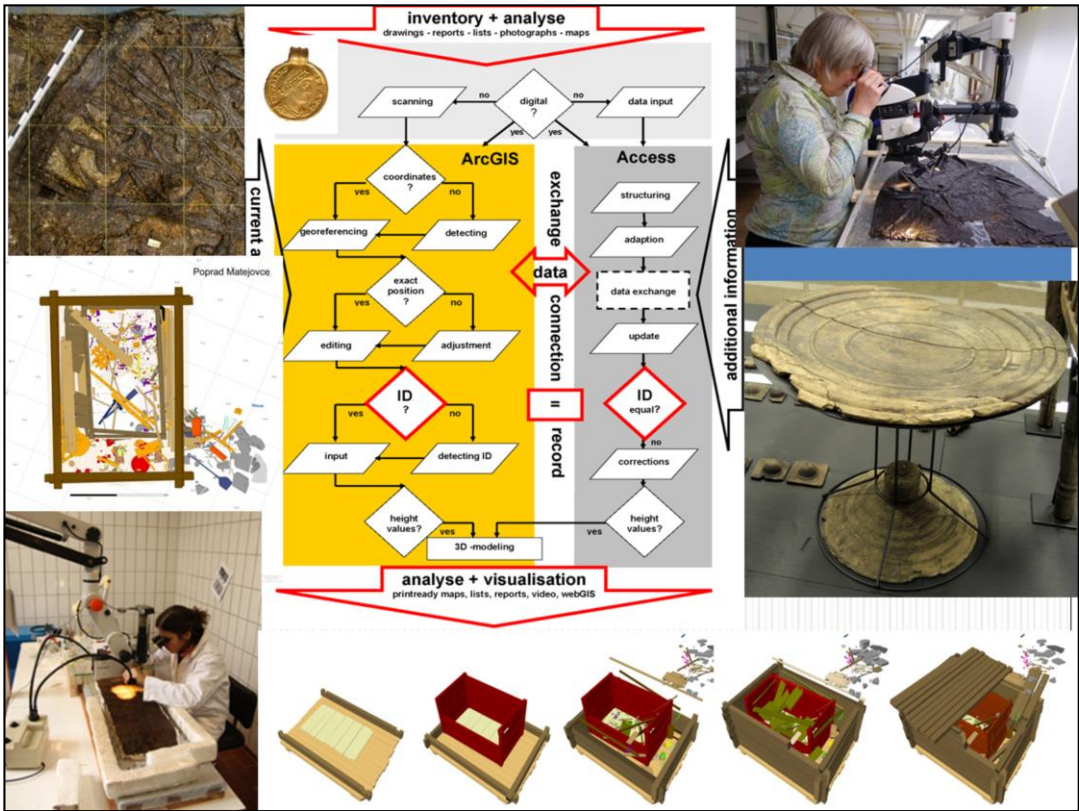 inventory + analyse
drawings - reports - lists - photographs - maps
scanning
no
digital
?
no
data input
yes
yes
ArcGIS
Access
coordinates
?
yes
no
georeferencing
detecting
exact
position
?
yes
no
editing
adjustment
ID
?
yes
no
input
detecting ID
height
values?
yes
3D -modeling
exchange
data
connection
=
record
structuring
adaption
data exchange
update
ID
equal?
no
corrections
height
values?
yes
current a
additional information
Poprad Matejovce
analyse + visualisation
printready maps, lists, reports, video, webGIS